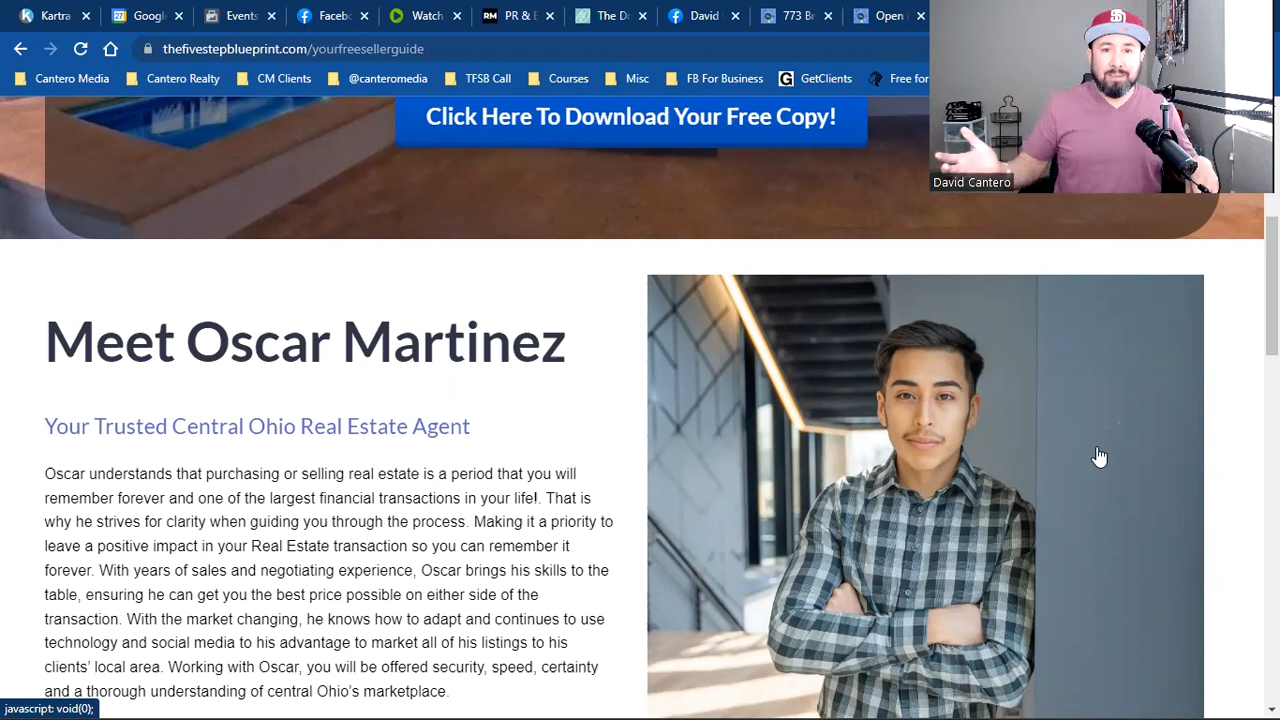 Kartra
Google
Events
Faceb
Watch
PR & E
The D
David
773 Br
Open
thefivestepblueprint.com/yourfreesellerguide
Cantero Media
Cantero Realty
CM Clients
@canteromedia
TFSB Call
Courses
Misc
FB For Business
GetClients
Free for
Click Here To Download Your Free Copy!
David Cantero
Meet Oscar Martinez
Your Trusted Central Ohio Real Estate Agent
Oscar understands that purchasing or selling real estate is a period that you will
remember forever and one of the largest financial transactions in your life!. That is
why he strives for clarity when guiding you through the process. Making it a priority to
leave a positive impact in your Real Estate transaction so you can remember it
forever. With years of sales and negotiating experience, Oscar brings his skills to the
table, ensuring he can get you the best price possible on either side of the
transaction. With the market changing, he knows how to adapt and continues to use
technology and social media to his advantage to market all of his listings to his
clients' local area. Working with Oscar, you will be offered security, speed, certainty
and a thorough understanding of central Ohio's marketplace.
javascript: void(0);